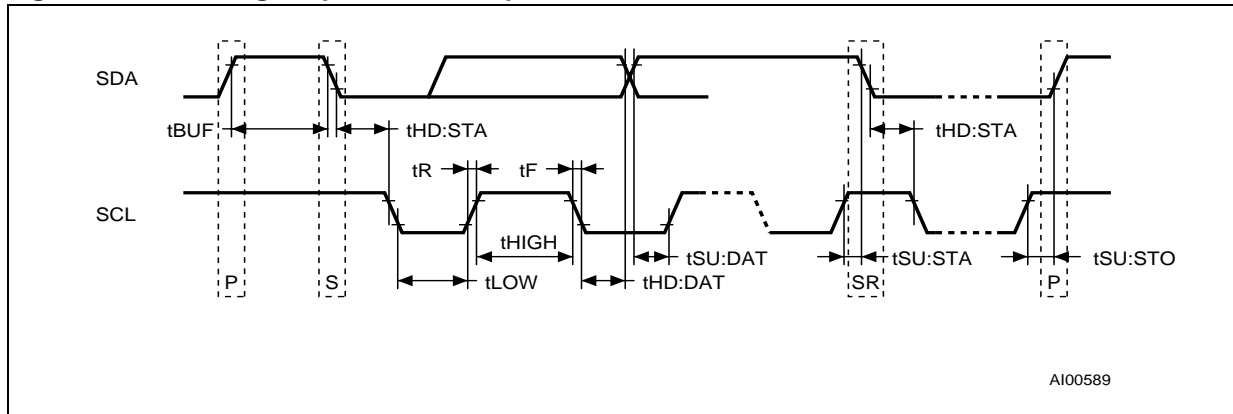 SDA
tBUF
tHD:STA
tHD:STA
tR
tF
SCL
tHIGH
tSU:DAT
tSU:STA
tSU:STO
P
S
tLOW
tHD:DAT
SR
P
AI00589